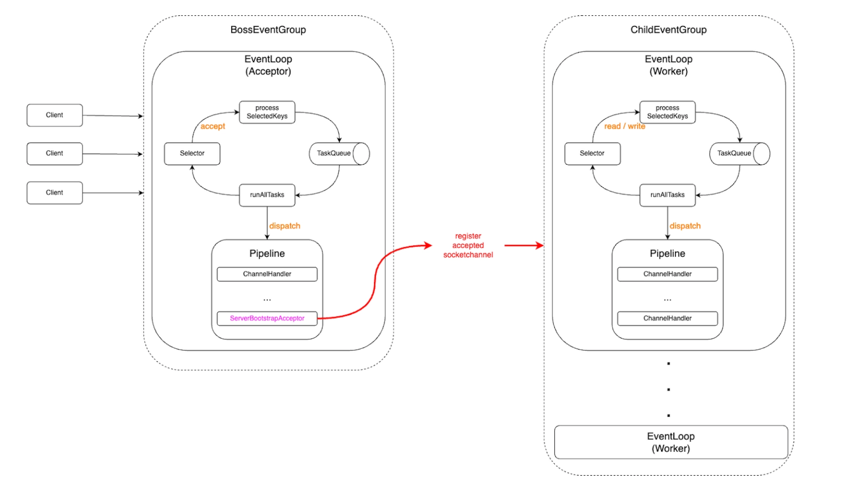 BossEventGroup
EventLoop
(Acceptor)
Client
Client
Client
process
SelectedKeys
accept
Selector
TaskQueue
runAllTasks
dispatch
Pipeline
ChannelHandler
...
ServerBootstrapAcceptor
register
accepted
socketchannel
ChildEventGroup
EventLoop
(Worker)
process
SelectedKeys
read / write
Selector
TaskQueue
runAllTasks
dispatch
Pipeline
ChannelHandler
...
ChannelHandler
EventLoop
(Worker)